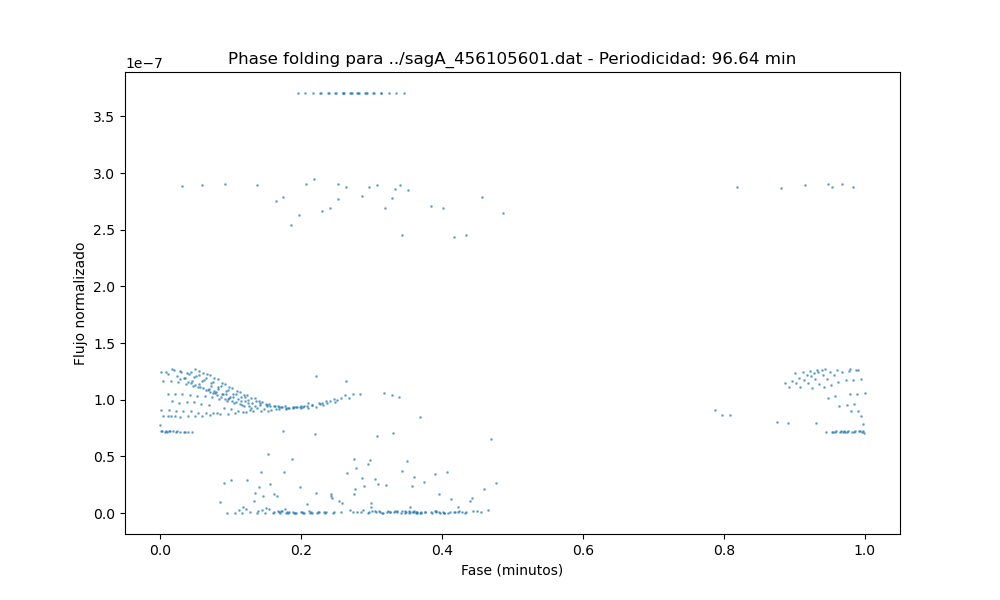 Phase folding para ../sagA_456105601.dat - Periodicidad: 96.64 min
1e−7
3.5
3.0
2.5
2.0
1.5
1.0
0.5
0.0
Flujo normalizado
0.0 0.2 0.4 0.6 0.8 1.0
Fase (minutos)